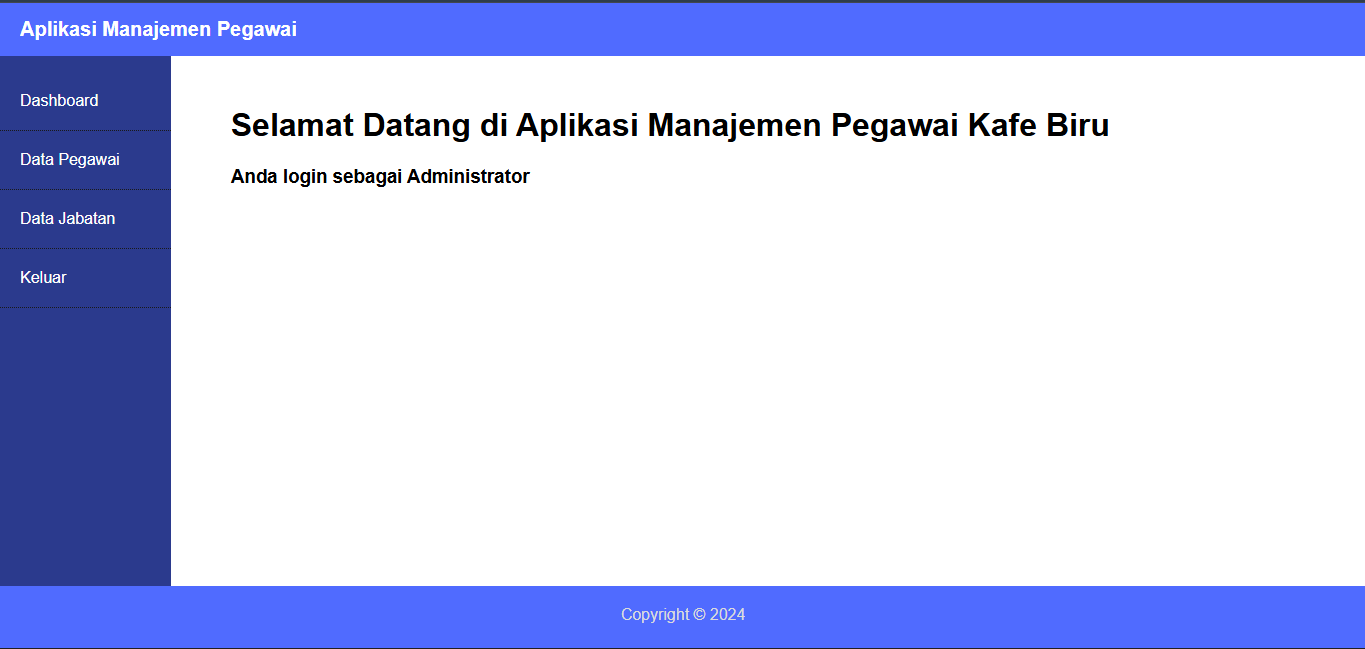 Aplikasi Manajemen Pegawai
Dashboard
Data Pegawai
Data Jabatan
Keluar
Selamat Datang di Aplikasi Manajemen Pegawai Kafe Biru
Anda login sebagai Administrator
Copyright © 2024